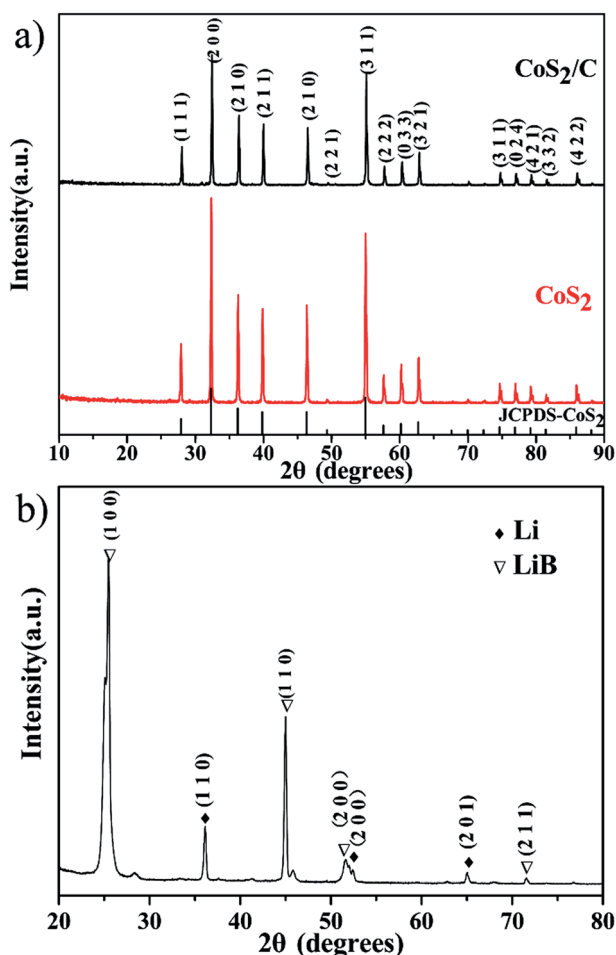 a)
Intensity(a.u.)
CoS2/C
(1 1 1)
(2 0 0)
(2 1 0)
(2 1 1)
(2 1 0)
(2 2 1)
(3 1 1)
(2 2 2)
(0 3 3)
(3 2 1)
(3 1 1)
(0 2 4)
(4 2 1)
(3 3 2)
(4 2 2)
CoS2
JCPDS-CoS2
10 20 30 40 50 60 70 80 90
2θ (degrees)
b)
Intensity(a.u.)
Li
LiB
(1 0 0)
(1 1 0)
(1 1 0)
(2 0 0)
(2 0 0)
(2 0 1)
(2 1 1)
20 30 40 50 60 70 80
2θ (degrees)